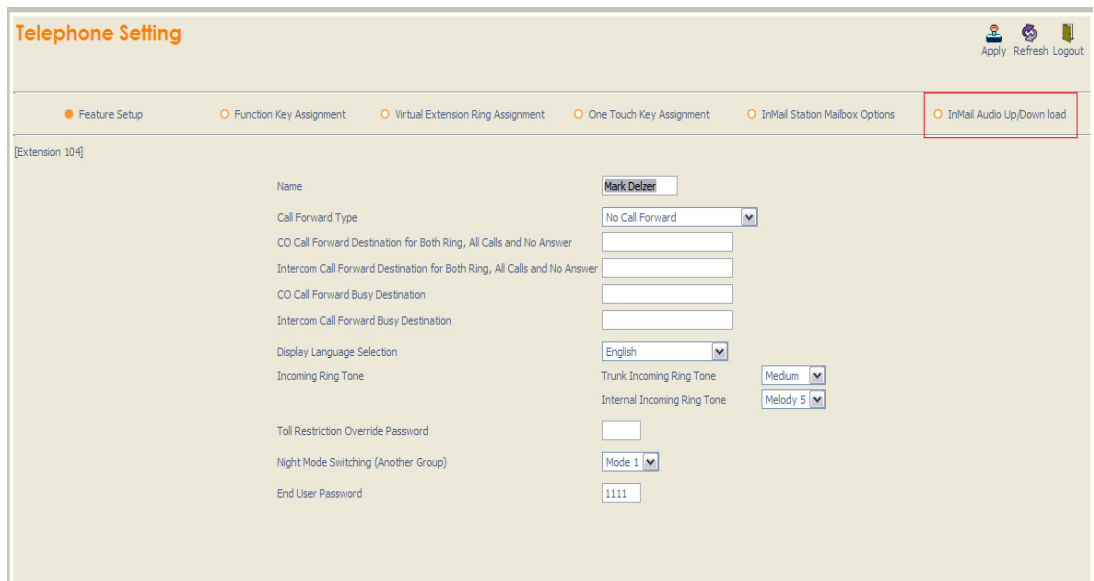 Telephone Setting
Apply Refresh Logout
Feature Setup Function Key Assignment Virtual Extension Ring Assignment One Touch Key Assignment InMail Station Mailbox Options InMail Audio Up/Down load
[Extension 104]
Name Mark Delzer
Call Forward Type No Call Forward
CO Call Forward Destination for Both Ring, All Calls and No Answer
Intercom Call Forward Destination for Both Ring, All Calls and No Answer
CO Call Forward Busy Destination
Intercom Call Forward Busy Destination
Display Language Selection English
Incoming Ring Tone Trunk Incoming Ring Tone Medium
Internal Incoming Ring Tone Melody 5
Toll Restriction Override Password
Night Mode Switching (Another Group) Mode 1
End User Password 1111